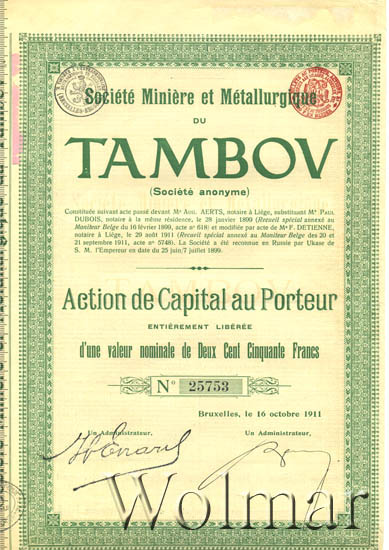 Société Minière et Métallurgique
DU
TAMBOV
(Société anonyme)
Constituée suivant acte passé devant Me Aug. AERTS, notaire à Liége, substituant Me Paul
DUBOIS, notaire à la même résidence, le 28 janvier 1899 (Recueil spécial annexé au
Moniteur Belge du 16 février 1899, acte no 618) et modifiée par acte de Me F. DETIENNE,
notaire à Liége, le 29 août 1911 (Recueil spécial annexé au Moniteur Belge des 20 et
21 septembre 1911, acte no 5748). La Société a été reconnue en Russie par Ukase de
S. M. l'Empereur en date du 25 juin/7 juillet 1899.
Action de Capital au Porteur
ENTIÈREMENT LIBÉRÉE
d'une valeur nominale de Deux Cent Cinquante Francs
No 25753
Bruxelles, le 16 octobre 1911
Un Administrateur, Un Administrateur,
Wolmar